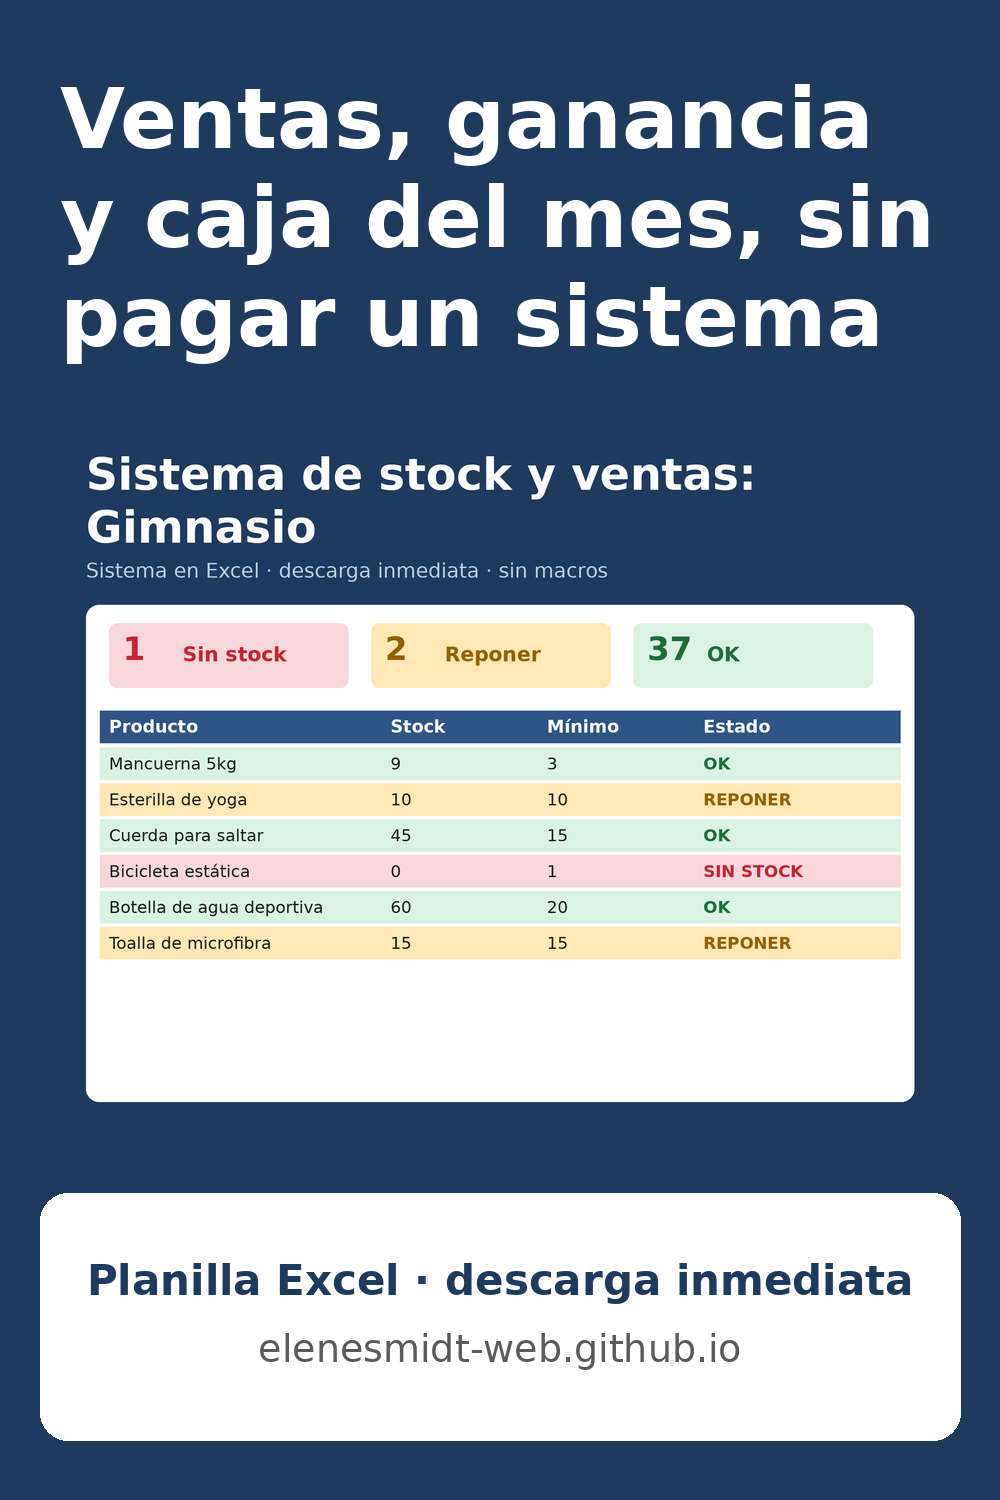 Ventas, ganancia
y caja del mes, sin
pagar un sistema
Sistema de stock y ventas:
Gimnasio
Sistema en Excel · descarga inmediata · sin macros
1 Sin stock 2 Reponer 37 OK
Producto Stock Mínimo Estado
Mancuerna 5kg 9 3 OK
Esterilla de yoga 10 10 REPONER
Cuerda para saltar 45 15 OK
Bicicleta estática 0 1 SIN STOCK
Botella de agua deportiva 60 20 OK
Toalla de microfibra 15 15 REPONER
Planilla Excel · descarga inmediata
elenesmidt-web.github.io